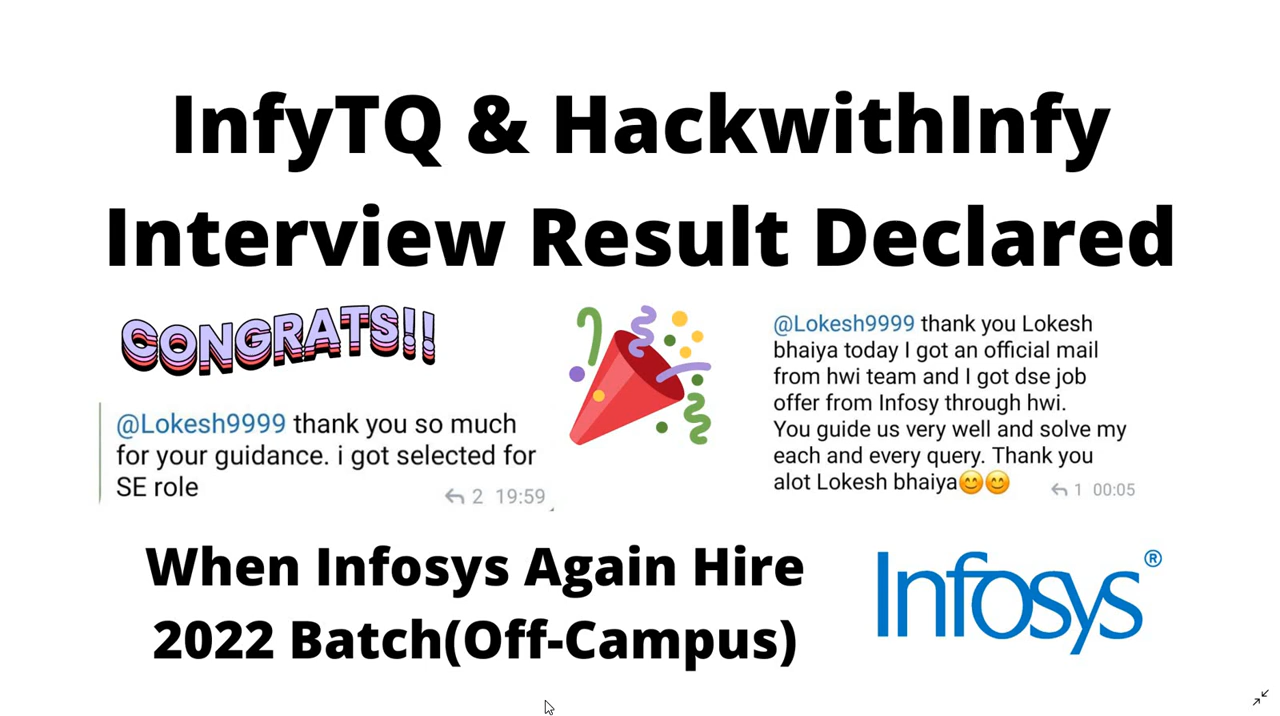 InfyTQ & HackwithInfy
Interview Result Declared
CONGRATS!!
@Lokesh9999 thank you so much
for your guidance. i got selected for
SE role
2 19:59
@Lokesh9999 thank you Lokesh
bhaiya today I got an official mail
from hwi team and I got dse job
offer from Infosy through hwi.
You guide us very well and solve my
each and every query. Thank you
alot Lokesh bhaiya😊😊
1 00:05
When Infosys Again Hire
2022 Batch(Off-Campus)
Infosys®